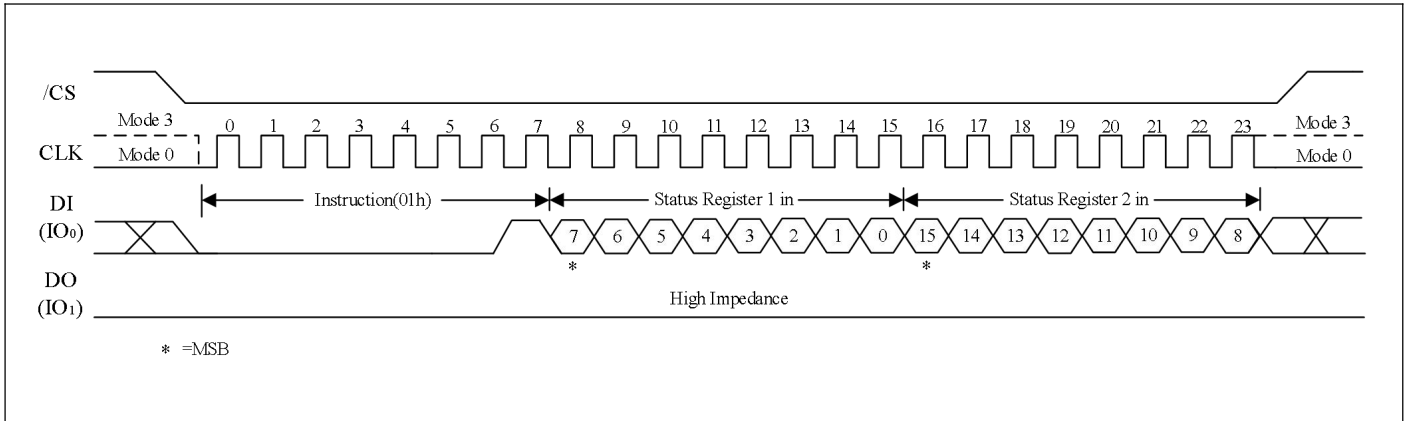 /CS
Mode 3
0 1 2 3 4 5 6 7 8 9 10 11 12 13 14 15 16 17 18 19 20 21 22 23
Mode 3
CLK
Mode 0
Mode 0
DI
(IO₀)
Instruction(01h)
Status Register 1 in
Status Register 2 in
7 6 5 4 3 2 1 0 15 14 13 12 11 10 9 8
* *
DO
(IO₁)
High Impedance
* =MSB